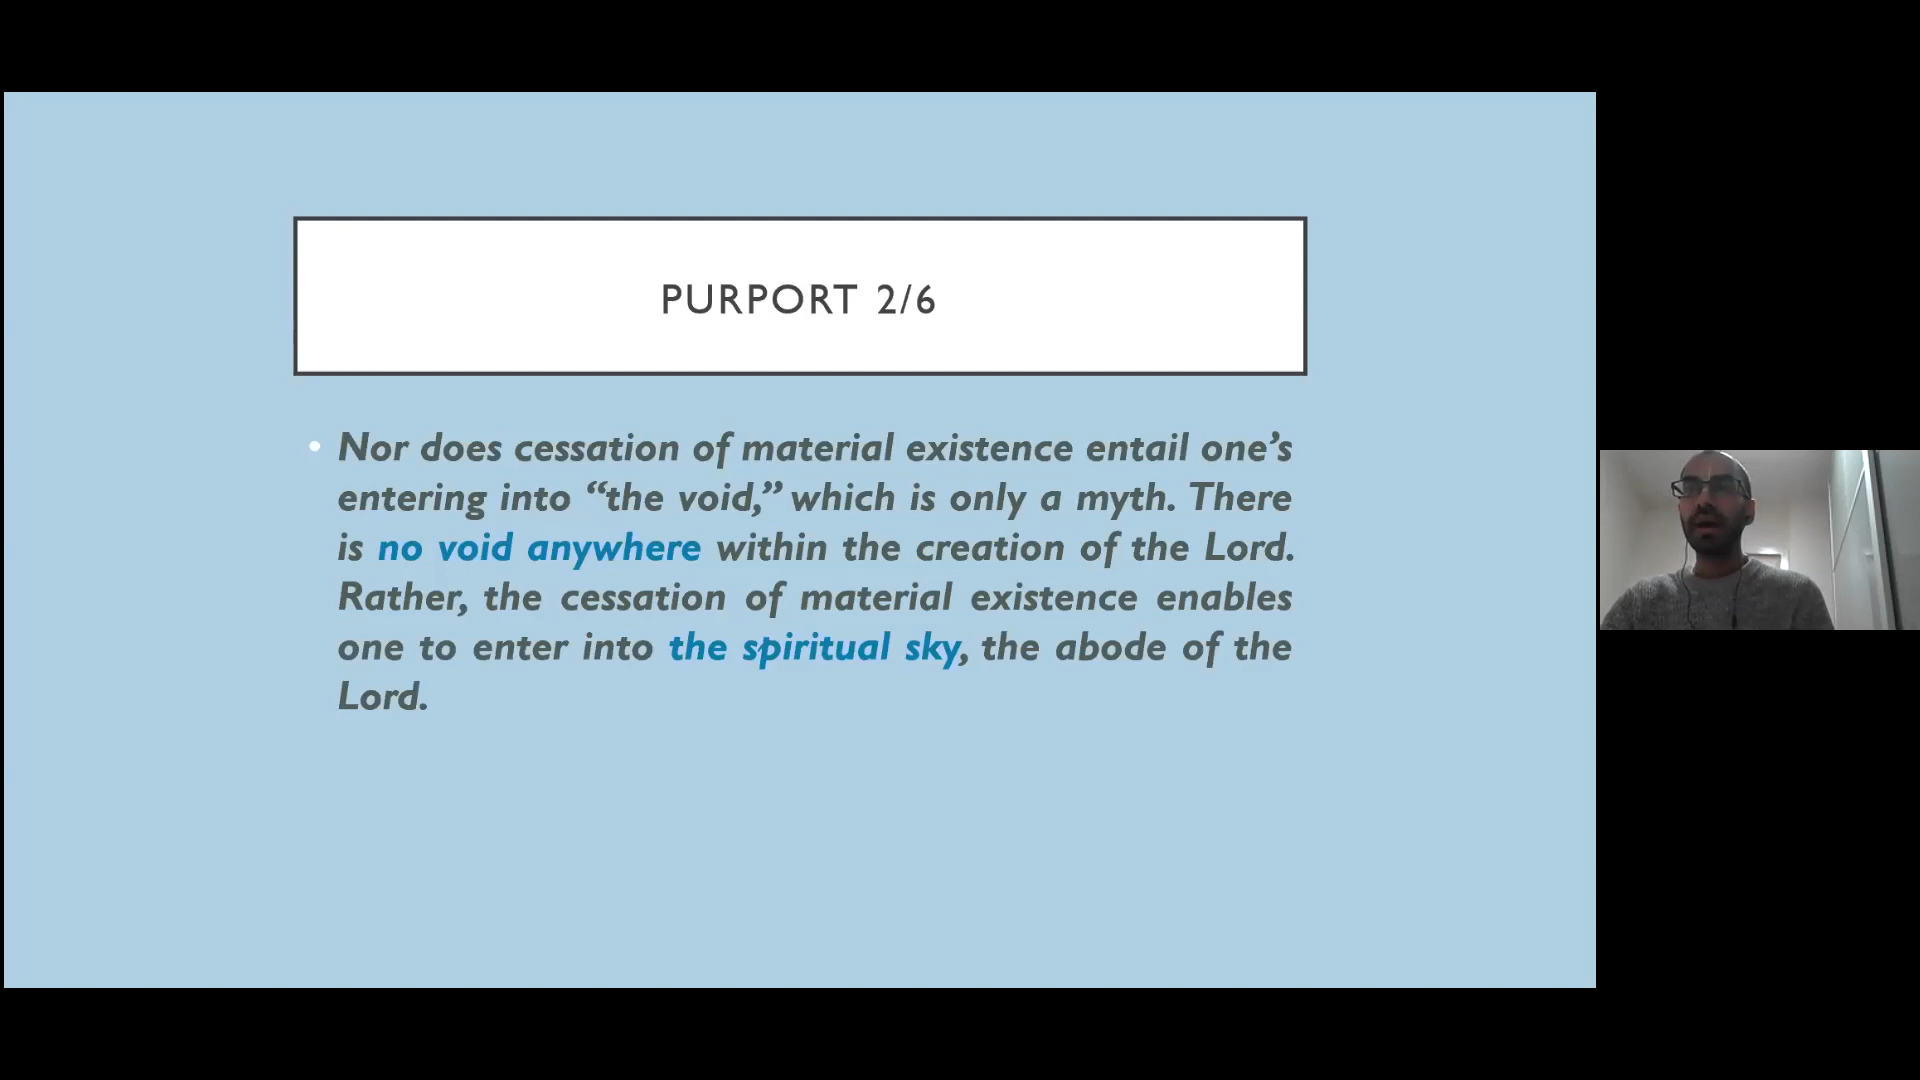 PURPORT 2/6
• Nor does cessation of material existence entail one’s
entering into “the void,” which is only a myth. There
is no void anywhere within the creation of the Lord.
Rather, the cessation of material existence enables
one to enter into the spiritual sky, the abode of the
Lord.